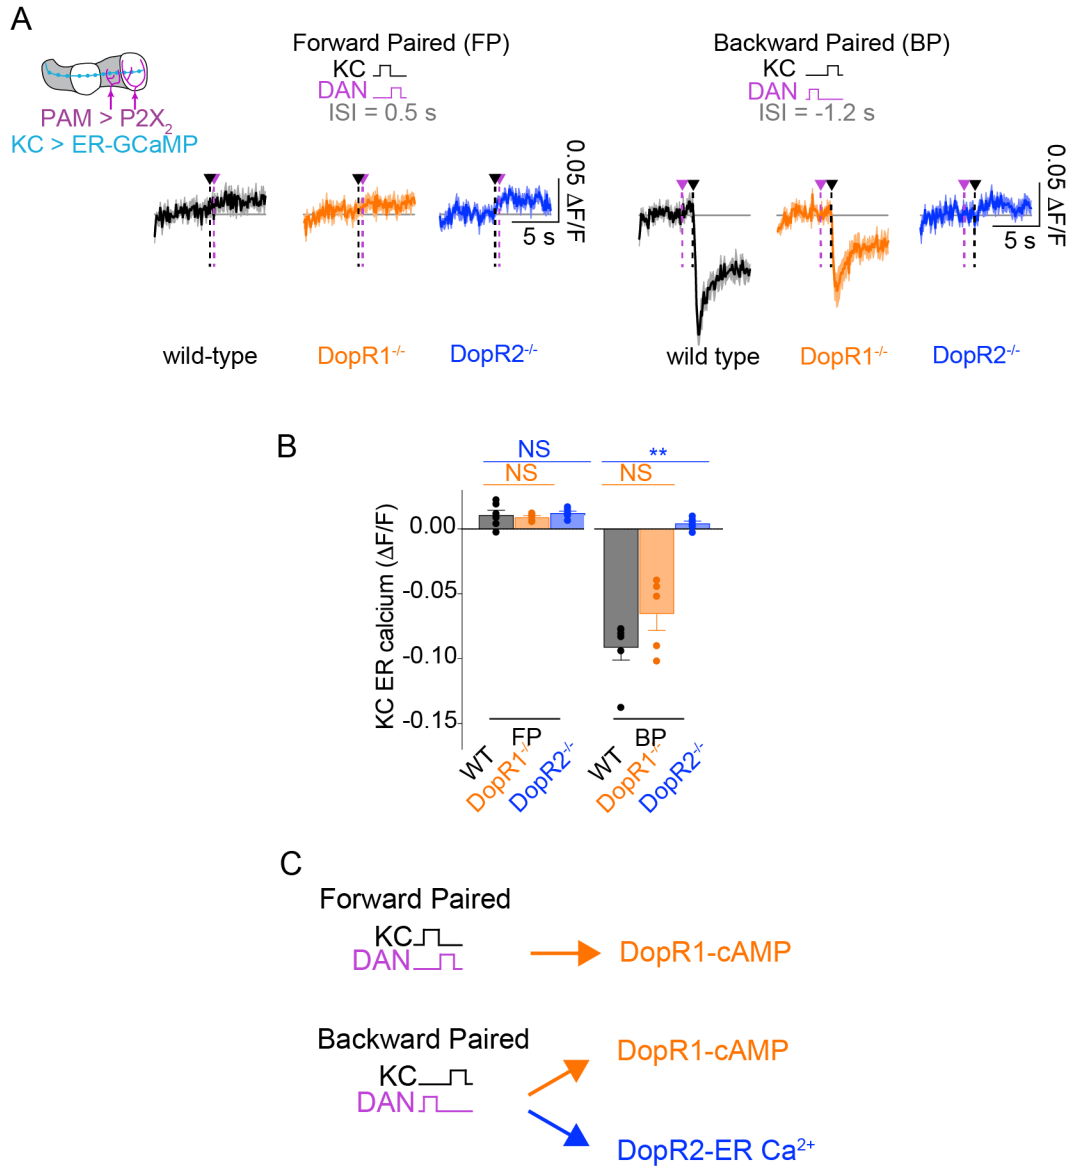 A
Forward Paired (FP)
KC
DAN
ISI = 0.5 s
Backward Paired (BP)
KC
DAN
ISI = -1.2 s
PAM > P2X₂
KC > ER-GCaMP
0.05 ΔF/F
5 s
0.05 ΔF/F
5 s
wild-type
DopR1⁻/⁻
DopR2⁻/⁻
wild type
DopR1⁻/⁻
DopR2⁻/⁻
B
NS
NS
**
NS
KC ER calcium (ΔF/F)
0.00
-0.05
-0.10
-0.15
FP
BP
WT
DopR1⁻/⁻
DopR2⁻/⁻
WT
DopR1⁻/⁻
DopR2⁻/⁻
C
Forward Paired
KC
DAN
DopR1-cAMP
Backward Paired
KC
DAN
DopR1-cAMP
DopR2-ER Ca²⁺